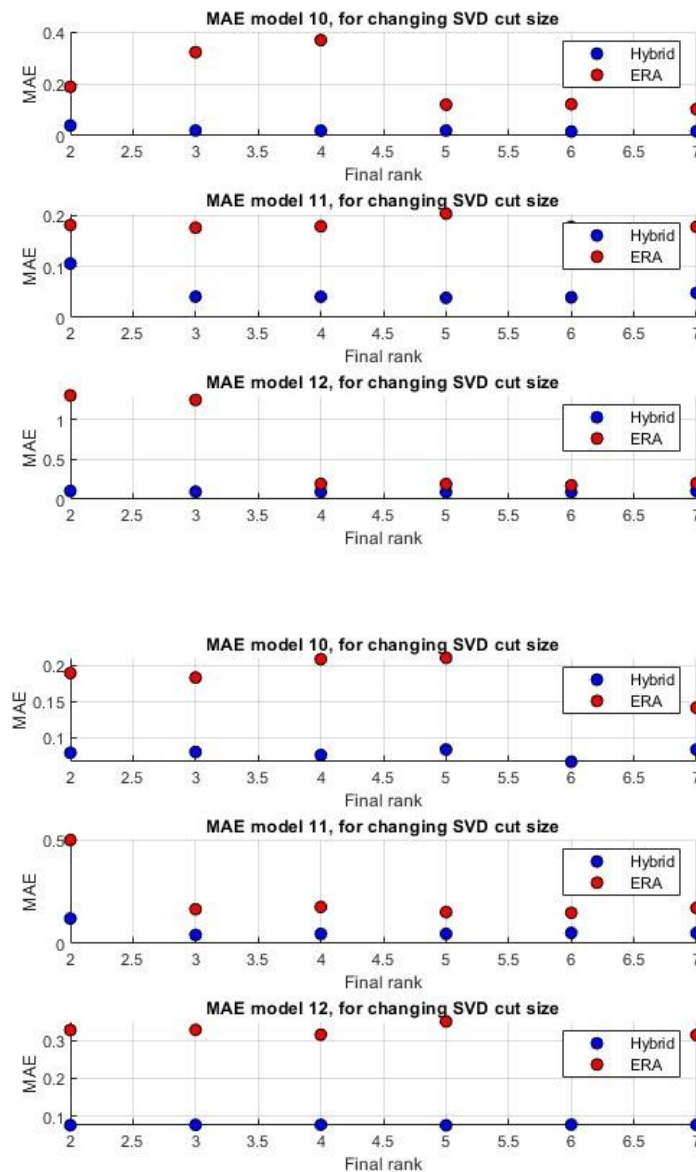 MAE model 10, for changing SVD cut size
0.4
0.2
0
MAE
Hybrid
ERA
2 2.5 3 3.5 4 4.5 5 5.5 6 6.5 7
Final rank
MAE model 11, for changing SVD cut size
0.2
0.1
0
MAE
Hybrid
ERA
2 2.5 3 3.5 4 4.5 5 5.5 6 6.5 7
Final rank
MAE model 12, for changing SVD cut size
1
0.5
0
MAE
Hybrid
ERA
2 2.5 3 3.5 4 4.5 5 5.5 6 6.5 7
Final rank
MAE model 10, for changing SVD cut size
0.2
0.15
0.1
MAE
Hybrid
ERA
2 2.5 3 3.5 4 4.5 5 5.5 6 6.5 7
Final rank
MAE model 11, for changing SVD cut size
0.5
0
MAE
Hybrid
ERA
2 2.5 3 3.5 4 4.5 5 5.5 6 6.5 7
Final rank
MAE model 12, for changing SVD cut size
0.3
0.2
0.1
MAE
Hybrid
ERA
2 2.5 3 3.5 4 4.5 5 5.5 6 6.5 7
Final rank